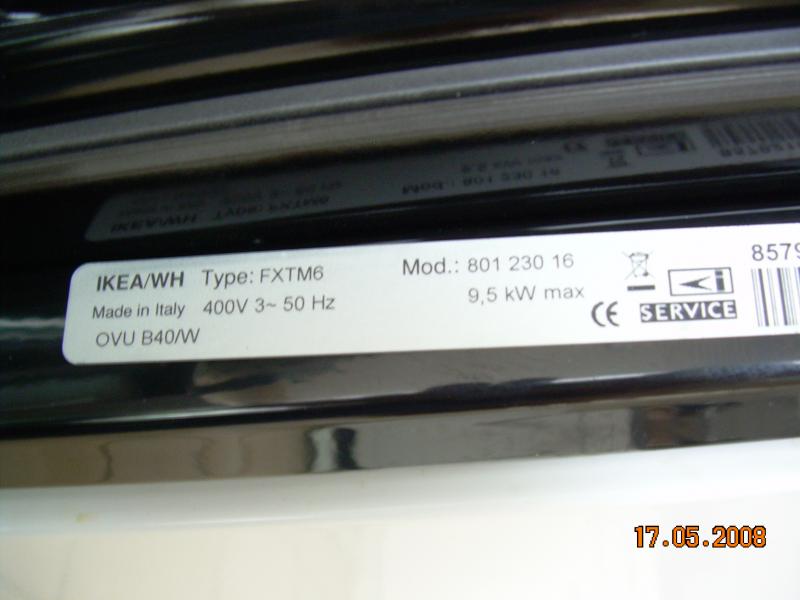 IKEA/WH Type: FXTM6 Mod.: 801 230 16 8579
Made in Italy 400V 3~ 50 Hz 9,5 kW max CE SERVICE
OVU B40/W
17.05.2008